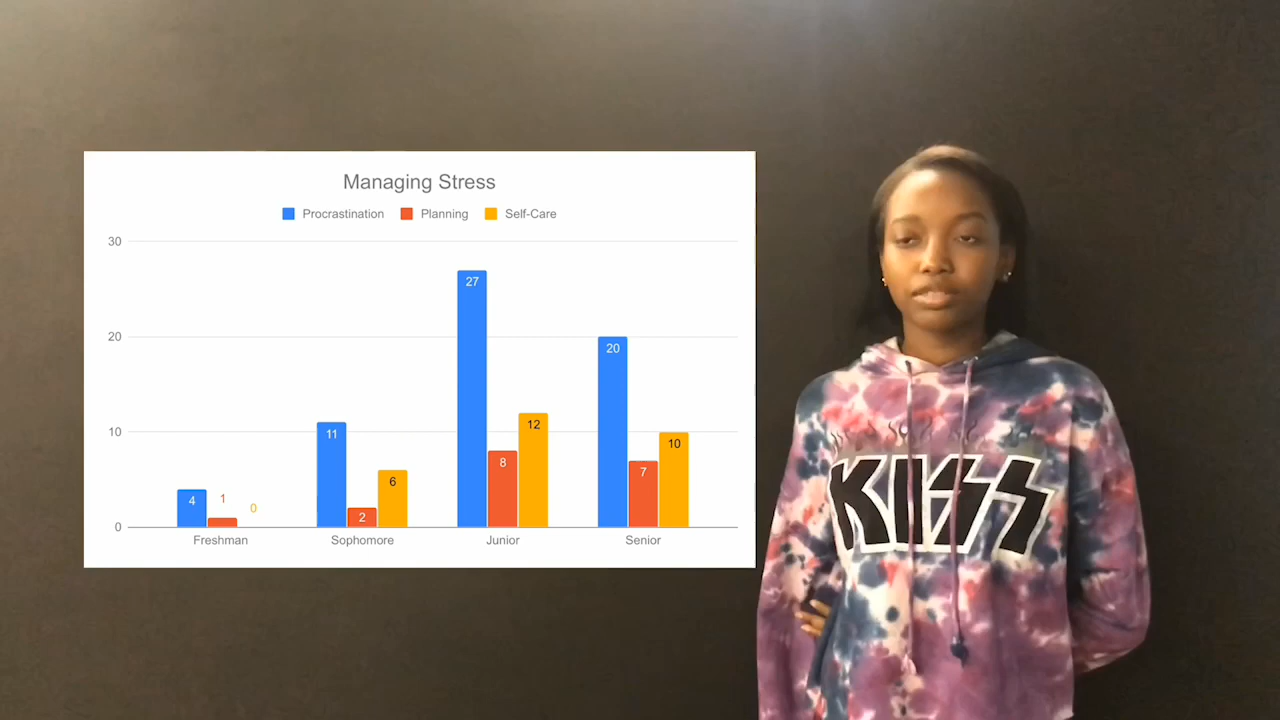 Managing Stress
Procrastination Planning Self-Care
30
20
10
0
4 1 0
11 2 6
27 8 12
20 7 10
Freshman Sophomore Junior Senior
KISS